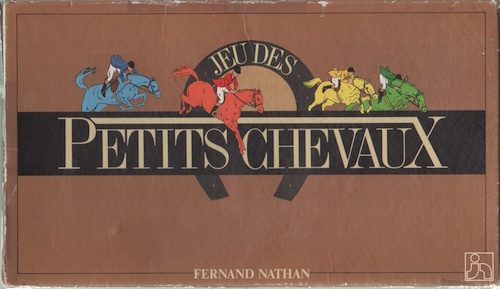 JEU DES
PETITS CHEVAUX
FERNAND NATHAN